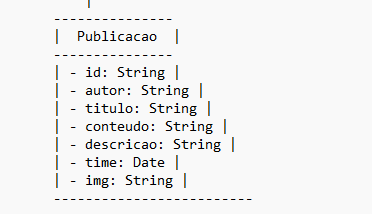 |
---------------
|  Publicacao  |
---------------
| - id: String |
| - autor: String |
| - titulo: String |
| - conteudo: String |
| - descricao: String |
| - time: Date |
| - img: String |
-------------------------